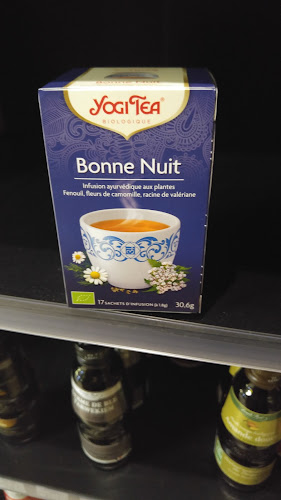 YOGI TEA
BIOLOGIQUE
Bonne Nuit
Infusion ayurvédique aux plantes
Fenouil, fleurs de camomille, racine de valériane
17 SACHETS D'INFUSION (à 1.8g)
30,6g